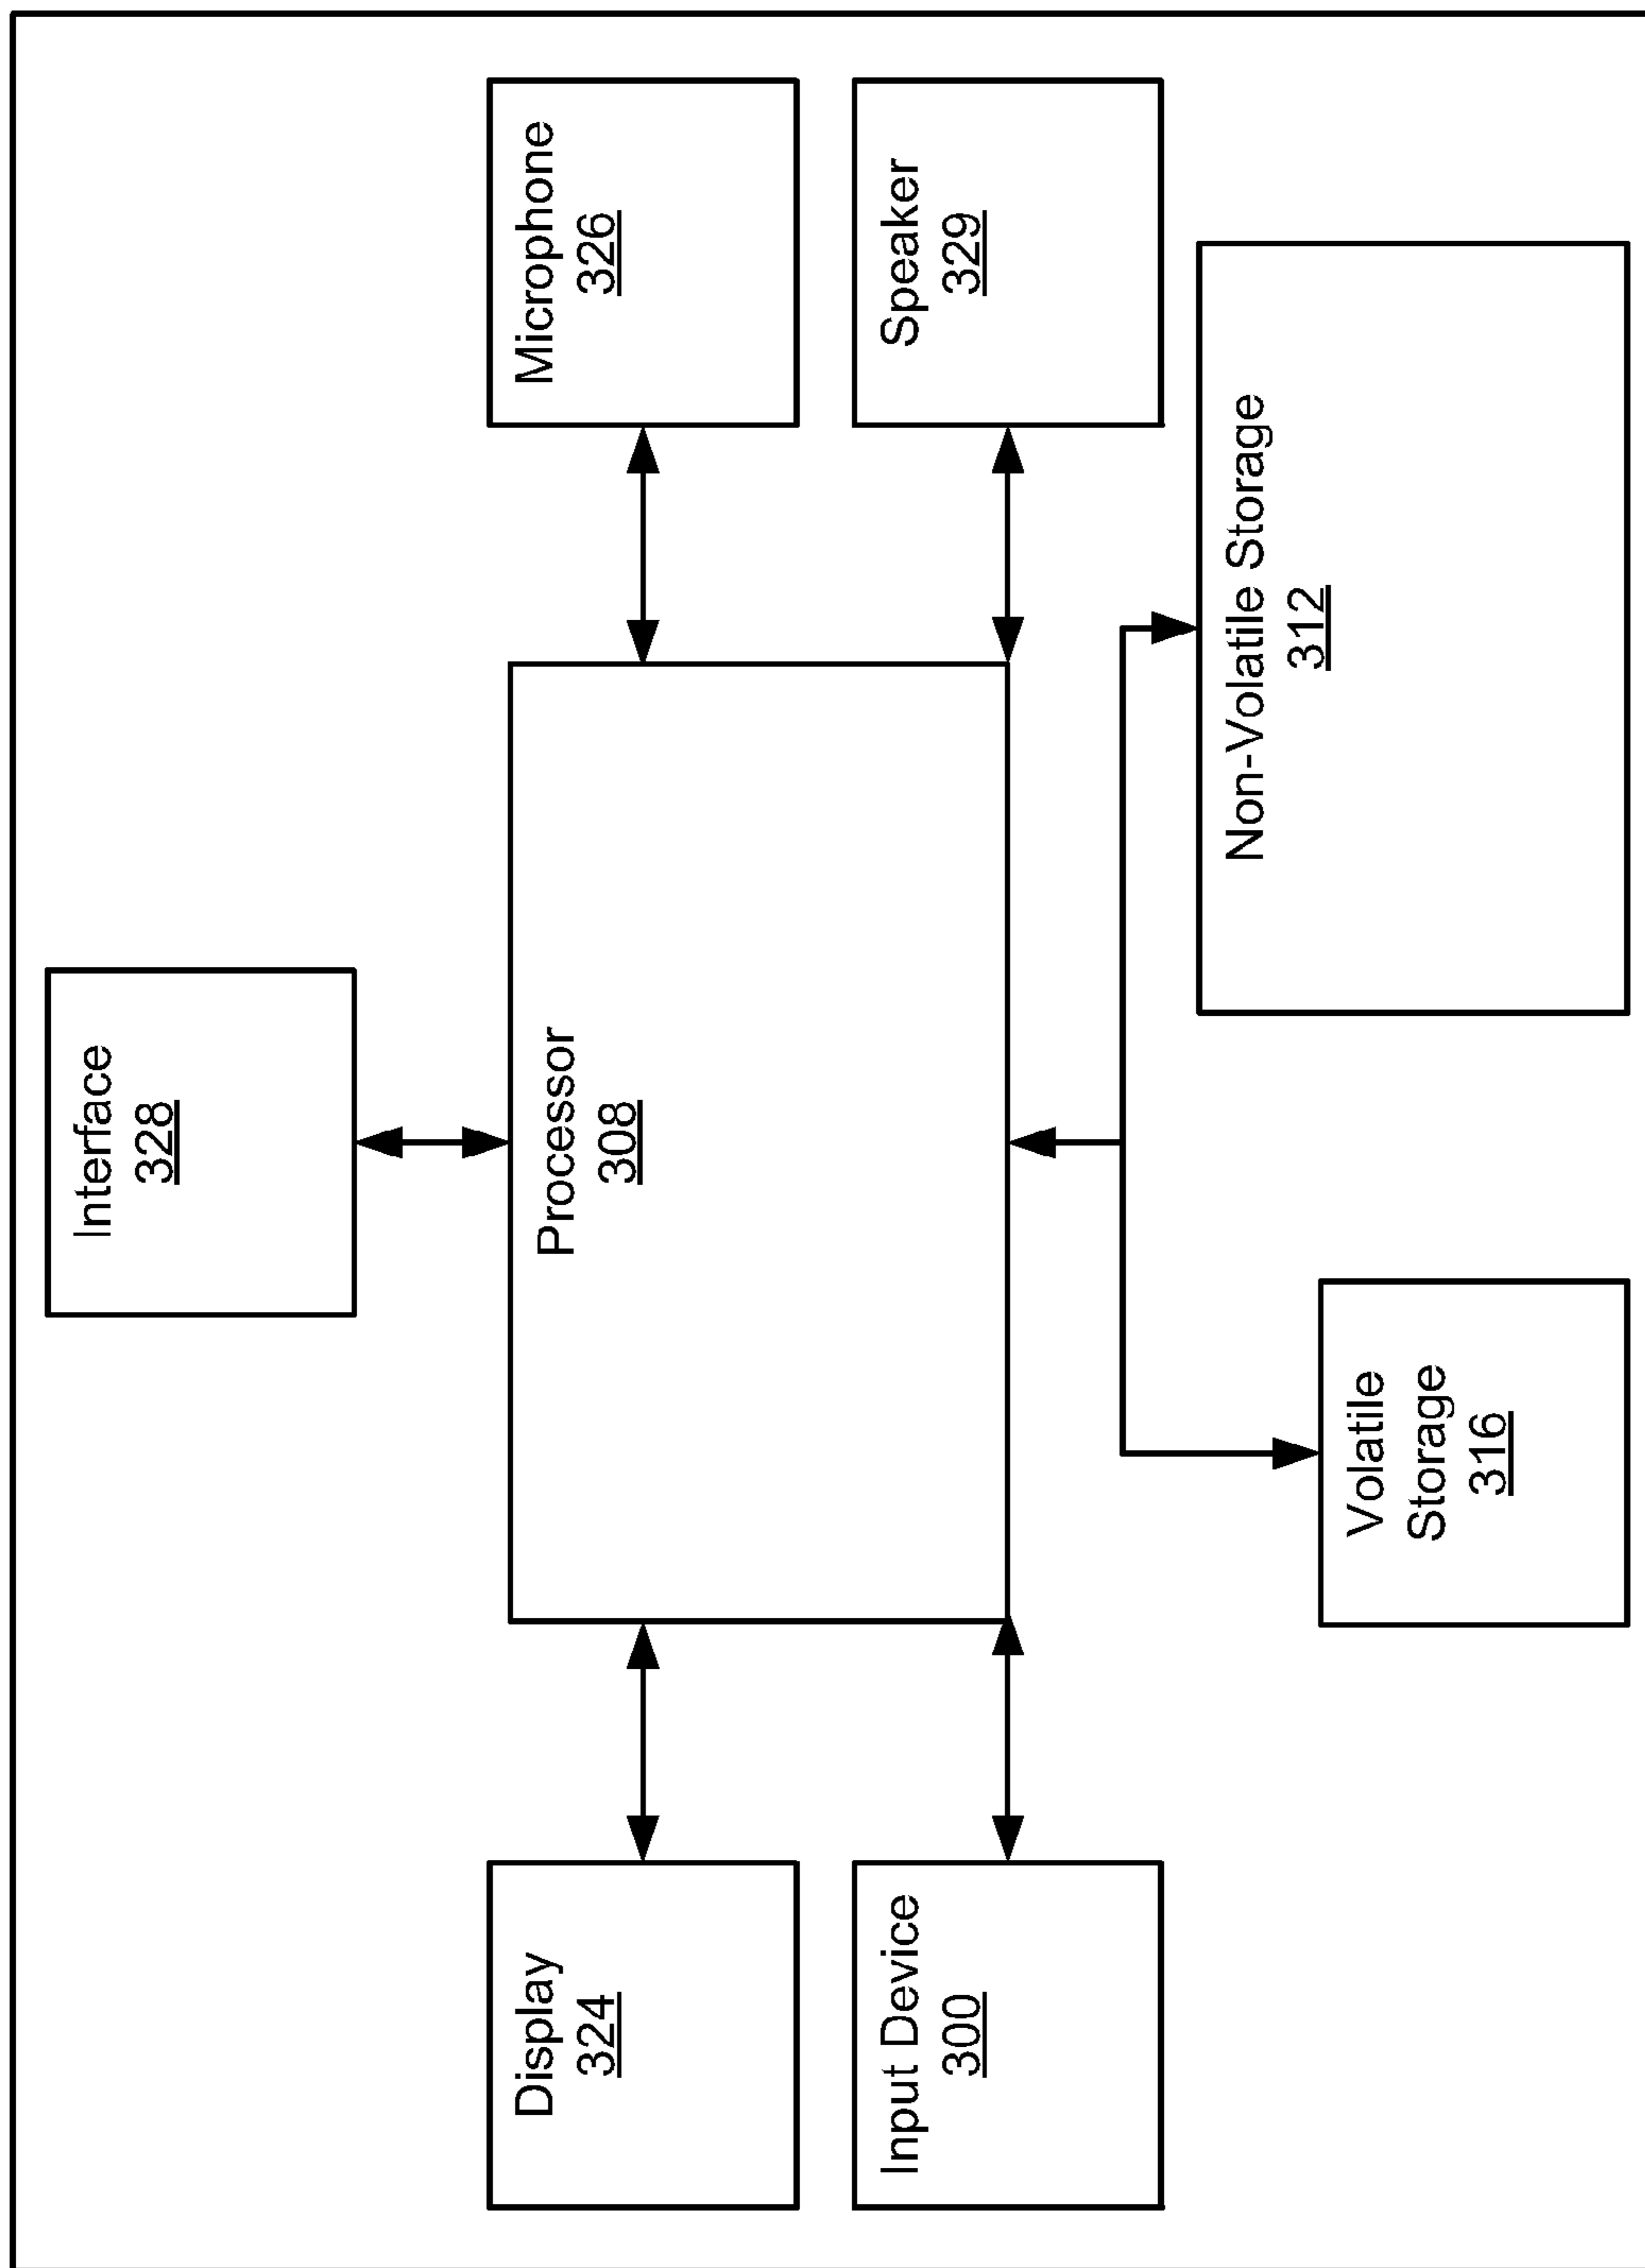 Interface
328
Display
324
Processor
308
Microphone
326
Input Device
300
Speaker
329
Volatile
Storage
316
Non-Volatile Storage
312